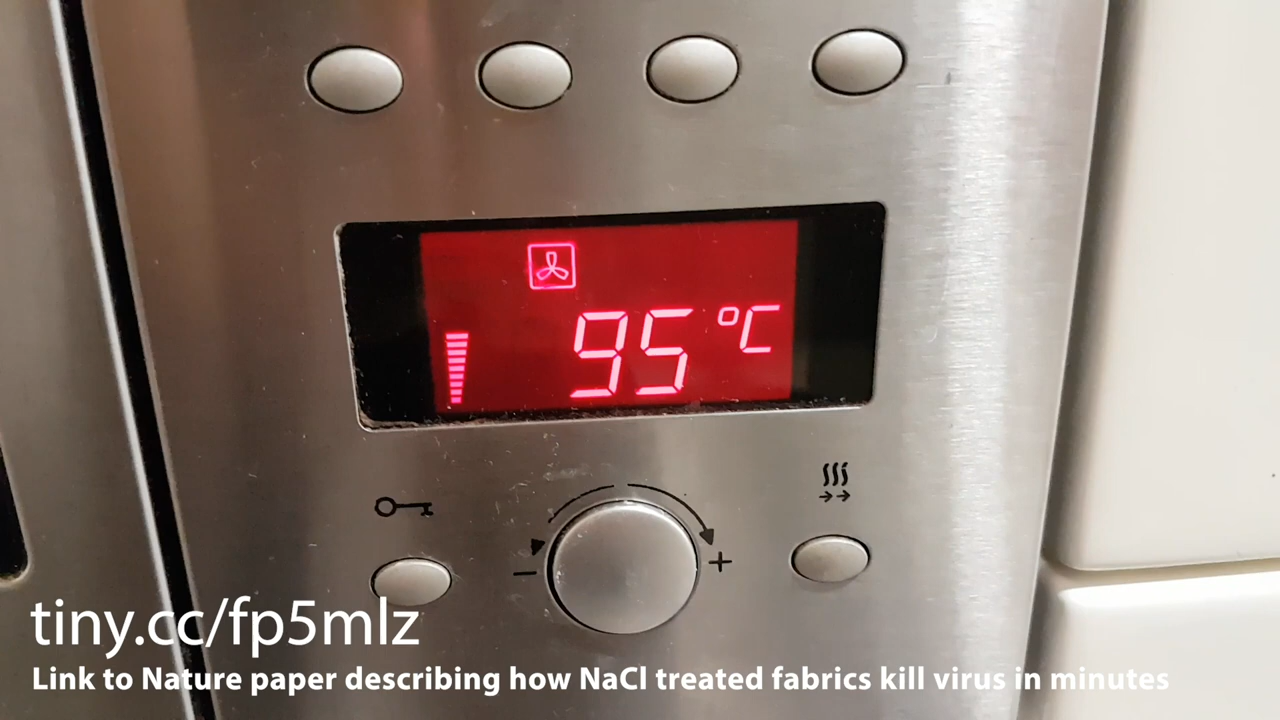 95 °C
- +
tiny.cc/fp5mlz
Link to Nature paper describing how NaCl treated fabrics kill virus in minutes